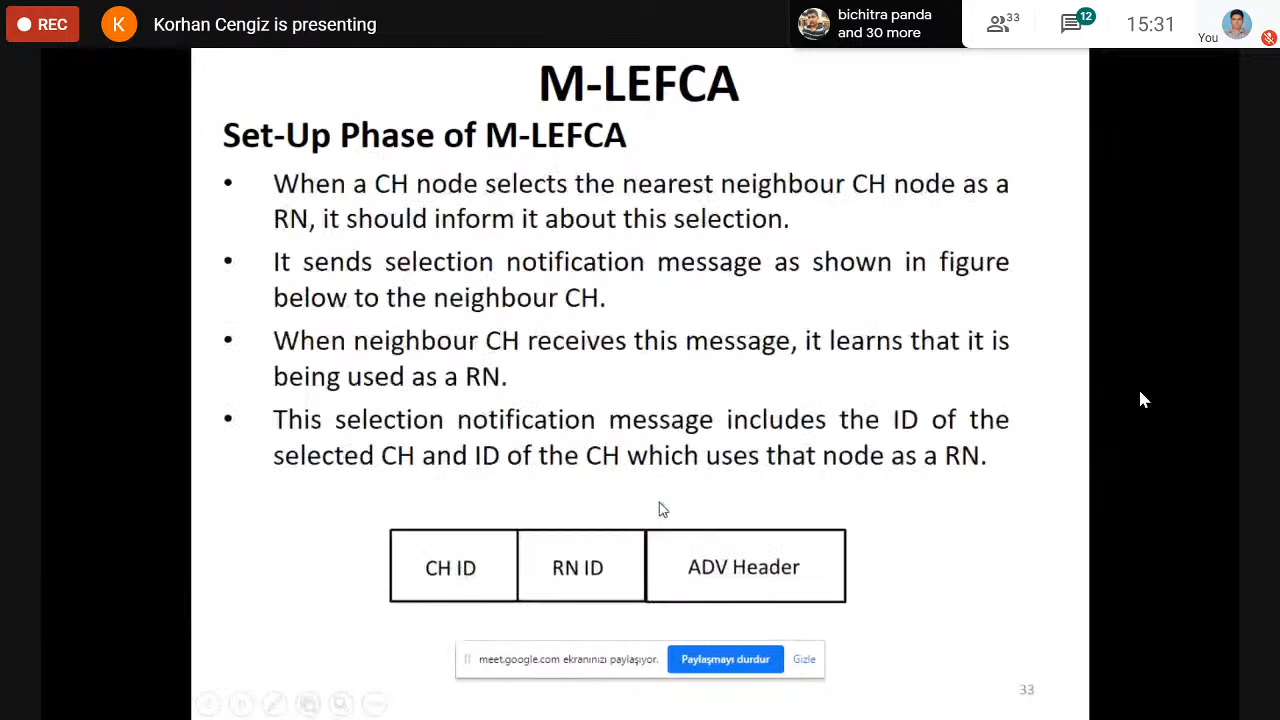 REC
K
Korhan Cengiz is presenting
bichitra panda
and 30 more
33
12
15:31
You
M-LEFCA
Set-Up Phase of M-LEFCA
• When a CH node selects the nearest neighbour CH node as a
RN, it should inform it about this selection.
• It sends selection notification message as shown in figure
below to the neighbour CH.
• When neighbour CH receives this message, it learns that it is
being used as a RN.
• This selection notification message includes the ID of the
selected CH and ID of the CH which uses that node as a RN.
CH ID RN ID ADV Header
meet.google.com ekranınızı paylaşıyor. Paylaşmayı durdur Gizle
33